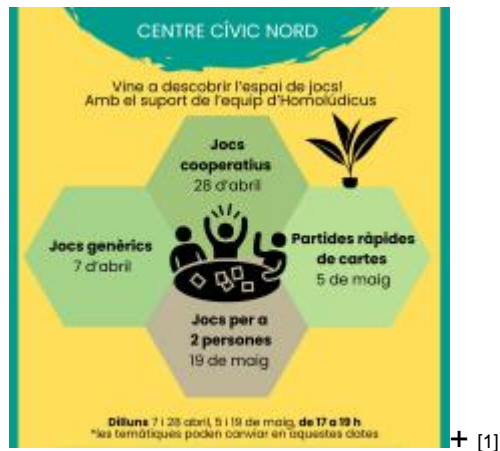 CENTRE CÍVIC NORD
Vine a descobrir l'espai de jocs!
Amb el suport de l'equip d'Homolúdicus
Jocs
cooperatius
28 d'abril
Jocs genèrics
7 d'abril
Partides ràpides
de cartes
5 de maig
Jocs per a
2 persones
19 de maig
Dilluns 7 i 28 abril, 5 i 19 de maig, de 17 a 19 h
*les temàtiques poden canviar en aquestes dates
+ [1]